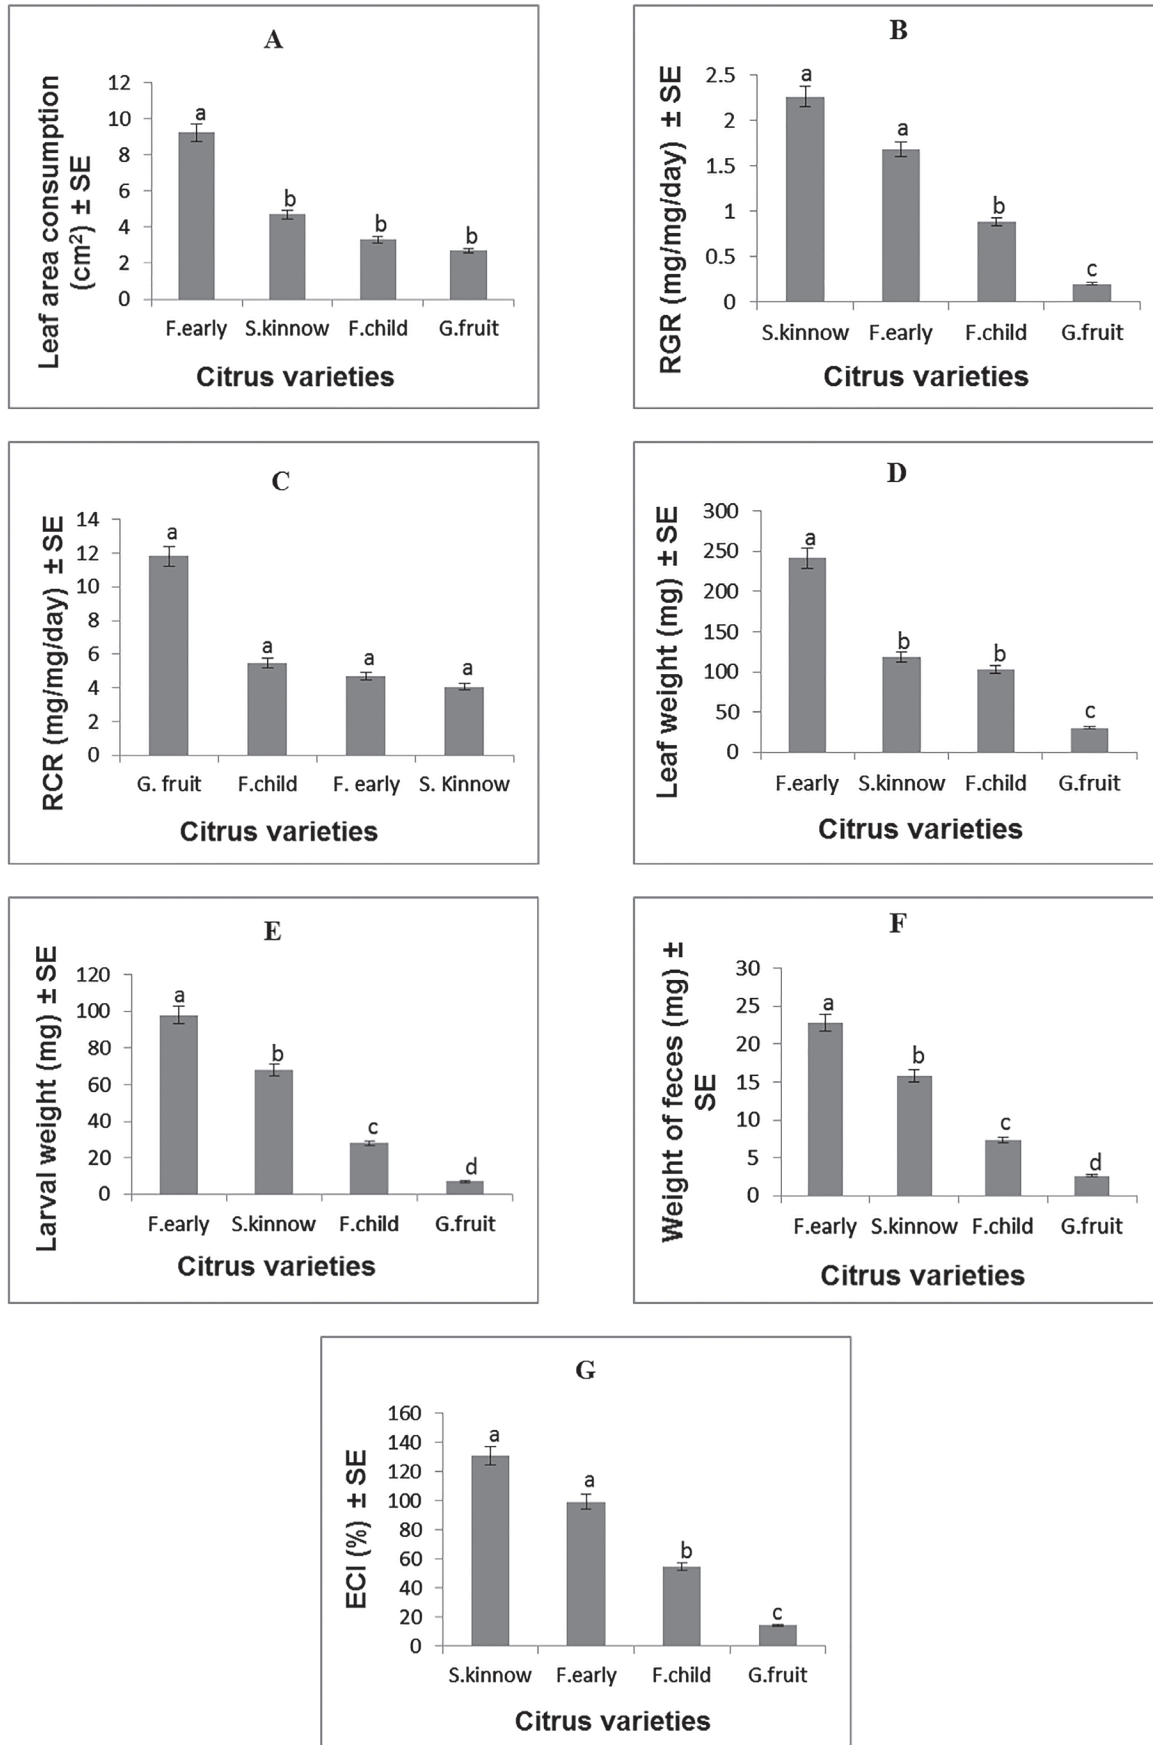 A
Leaf area consumption
(cm²) ± SE
12
10
8
6
4
2
0
a
b
b
b
F.early S.kinnow F.child G.fruit
Citrus varieties
B
RGR (mg/mg/day) ± SE
2.5
2
1.5
1
0.5
0
a
a
b
c
S.kinnow F.early F.child G.fruit
Citrus varieties
C
RCR (mg/mg/day) ± SE
14
12
10
8
6
4
2
0
a
a
a
a
G. fruit F.child F. early S. Kinnow
Citrus varieties
D
Leaf weight (mg) ± SE
300
250
200
150
100
50
0
a
b
b
c
F.early S.kinnow F.child G.fruit
Citrus varieties
E
Larval weight (mg) ± SE
120
100
80
60
40
20
0
a
b
c
d
F.early S.kinnow F.child G.fruit
Citrus varieties
F
Weight of feces (mg) ±
SE
30
25
20
15
10
5
0
a
b
c
d
F.early S.kinnow F.child G.fruit
Citrus varieties
G
ECI (%) ± SE
160
140
120
100
80
60
40
20
0
a
a
b
c
S.kinnow F.early F.child G.fruit
Citrus varieties